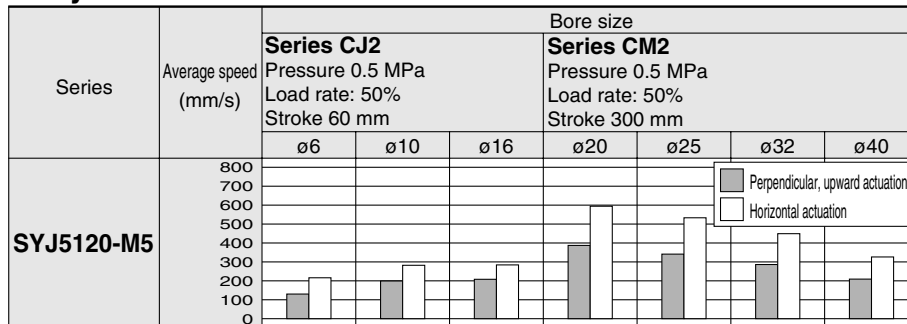 Series
Average speed
(mm/s)
Bore size
Series CJ2
Pressure 0.5 MPa
Load rate: 50%
Stroke 60 mm
Series CM2
Pressure 0.5 MPa
Load rate: 50%
Stroke 300 mm
ø6 ø10 ø16 ø20 ø25 ø32 ø40
SYJ5120-M5
800
700
600
500
400
300
200
100
0
Perpendicular, upward actuation
Horizontal actuation